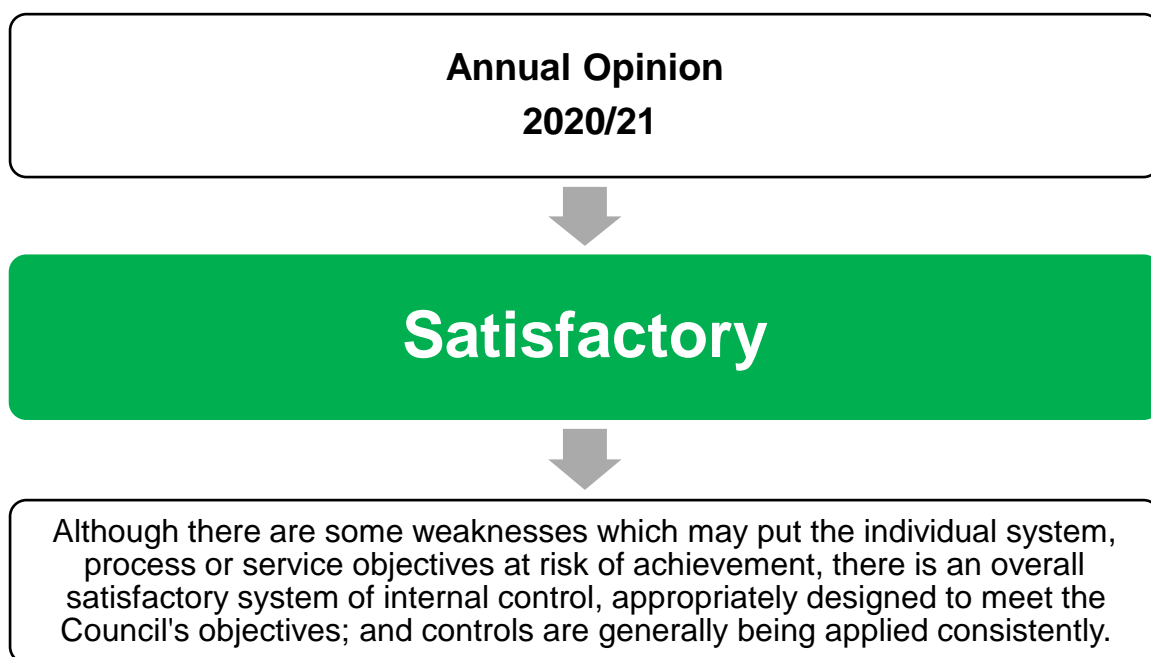 Annual Opinion
2020/21
Satisfactory
Although there are some weaknesses which may put the individual system,
process or service objectives at risk of achievement, there is an overall
satisfactory system of internal control, appropriately designed to meet the
Council's objectives; and controls are generally being applied consistently.